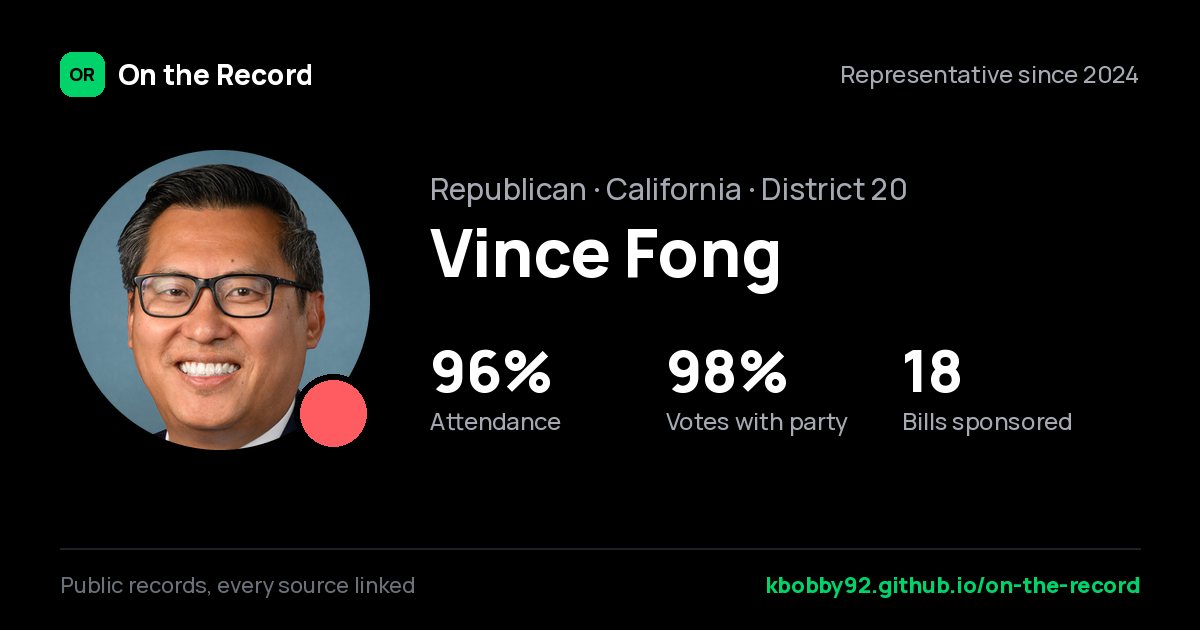 OR On the Record
Representative since 2024
Republican · California · District 20
Vince Fong
96% 98% 18
Attendance Votes with party Bills sponsored
Public records, every source linked
kbobby92.github.io/on-the-record